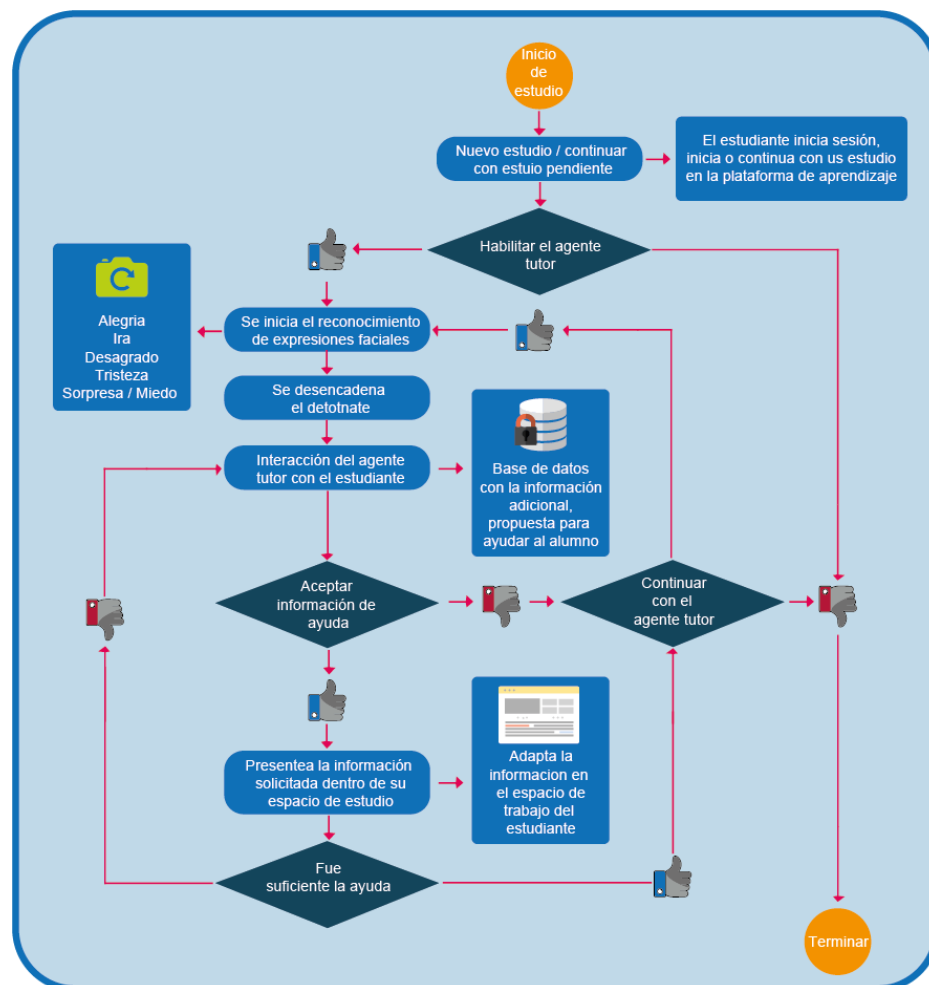 Inicio
de
estudio
Nuevo estudio / continuar
con estuio pendiente
El estudiante inicia sesión,
inicia o continua con us estudio
en la plataforma de aprendizaje
Habilitar el agente
tutor
Alegria
Ira
Desagrado
Tristeza
Sorpresa / Miedo
Se inicia el reconocimiento
de expresiones faciales
Se desencadena
el detotnate
Interacción del agente
tutor con el estudiante
Base de datos
con la información
adicional,
propuesta para
ayudar al alumno
Aceptar
información de
ayuda
Continuar
con el
agente tutor
Presentea la información
solicitada dentro de su
espacio de estudio
Adapta la
informacion en
el espacio de
trabajo del
estudiante
Fue
suficiente la ayuda
Terminar